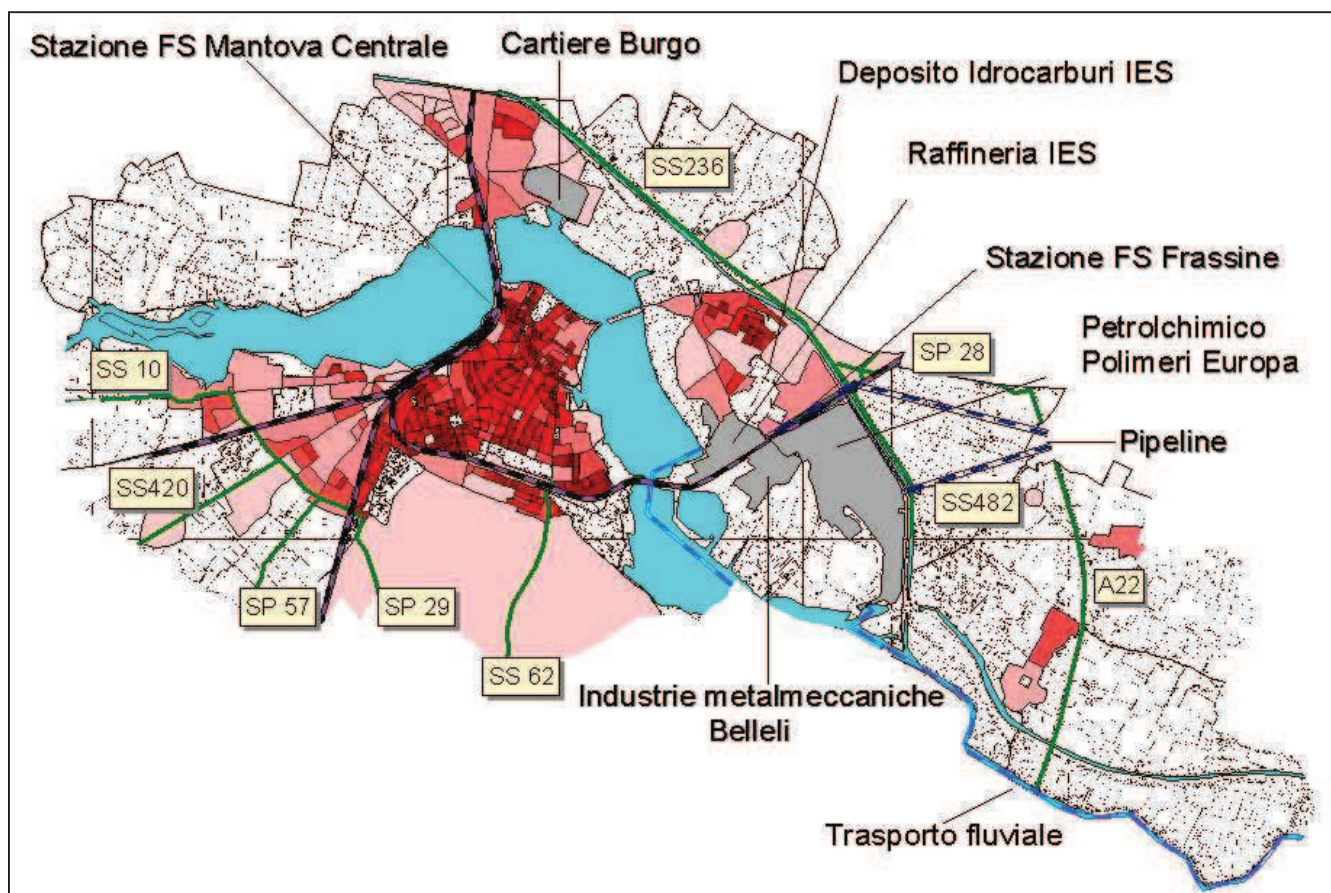 Stazione FS Mantova Centrale
Cartiere Burgo
Deposito Idrocarburi IES
Raffineria IES
SS236
Stazione FS Frassine
Petrolchimico
Polimeri Europa
SP 28
SS 10
Pipeline
SS420
SS482
SP 57
SP 29
A22
SS 62
Industrie metalmeccaniche
Belleli
Trasporto fluviale